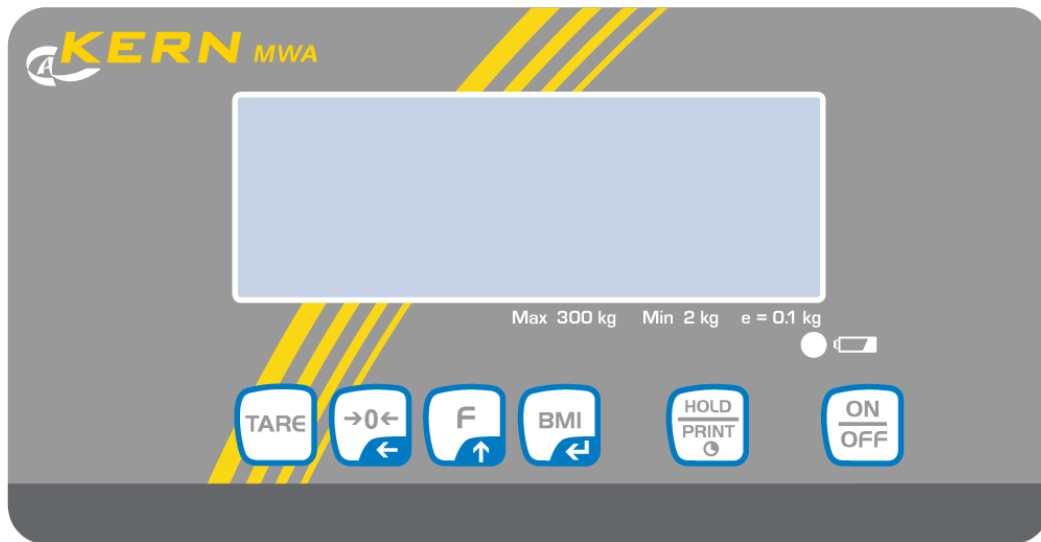 KERN MWA
Max 300 kg Min 2 kg e = 0.1 kg
TARE
→0←
←
F
↑
BMI
↵
HOLD
PRINT
ON
OFF